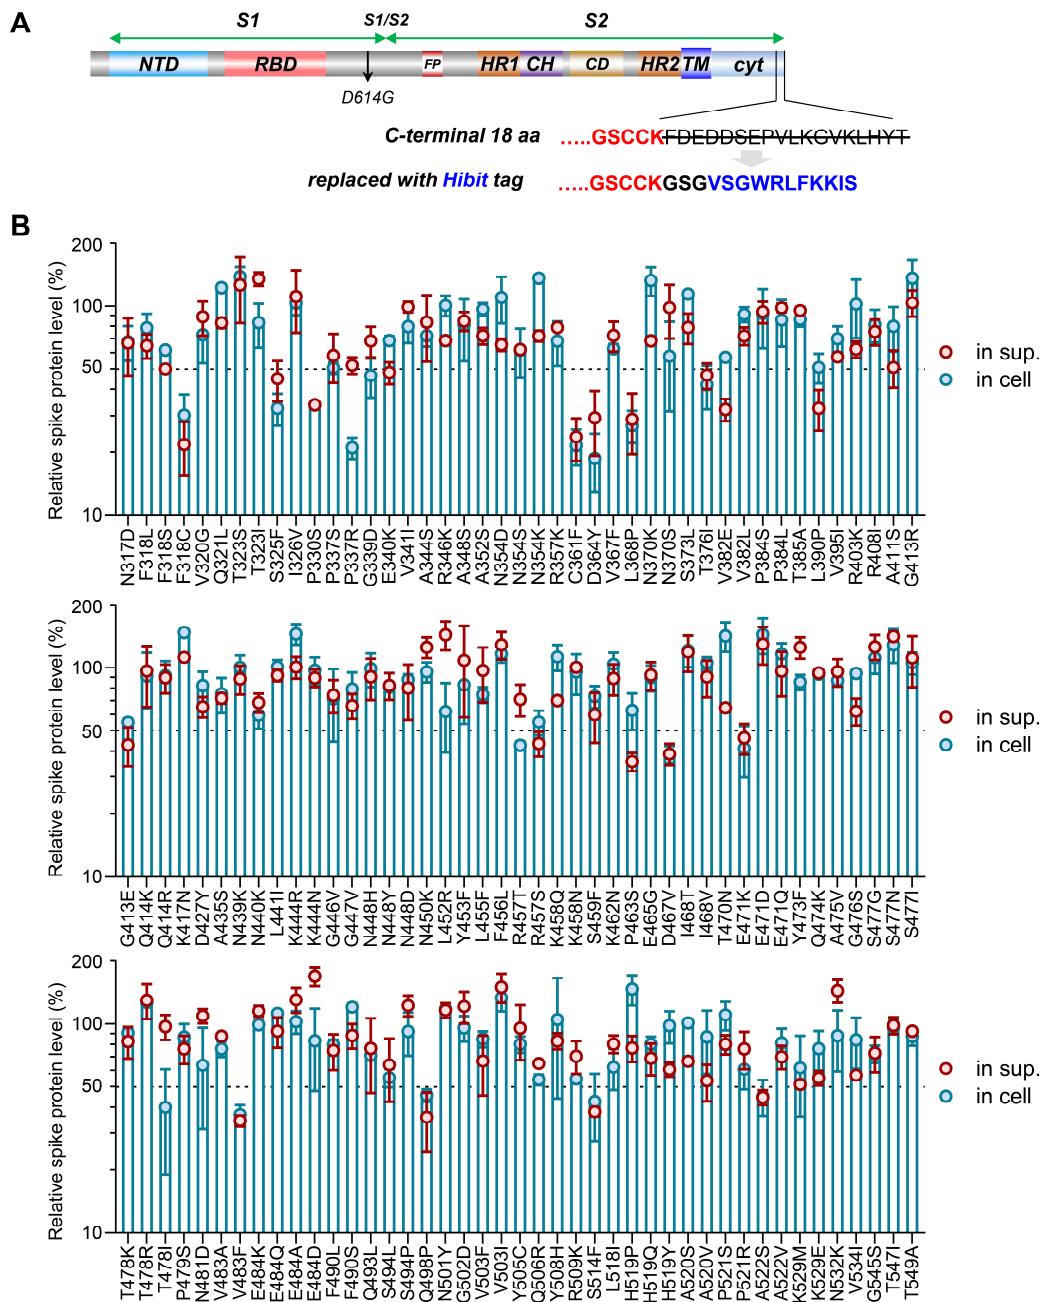 A
S1
S1/S2
S2
NTD
RBD
FP
HR1
CH
CD
HR2
TM
cyt
D614G
C-terminal 18 aa
.....GSCCKFDEDDSEPVLKGVKLHYT
replaced with Hibit tag
.....GSCCKGSGVSGWRLFKKIS
B
Relative spike protein level (%)
200
100
50
10
in sup.
in cell
N317D
F318L
F318S
F318C
V320G
Q321L
T323S
T323I
S325F
I326V
P330S
P337S
P337R
G339D
E340K
V341I
A344S
R346K
A348S
A352S
N354D
N354S
N354K
R357K
C361F
D364Y
V367F
L368P
N370K
N370S
S373L
T376I
V382E
V382L
P384S
P384L
T385A
L390P
V395I
R403K
R408I
A411S
G413R
Relative spike protein level (%)
200
100
50
10
in sup.
in cell
G413E
Q414K
Q414R
K417N
D427Y
A435S
N439K
N440K
L441I
K444R
K444N
G446V
G447V
N448H
N448Y
N448D
N450K
L452R
Y453F
L455F
F456L
R457T
R457S
K458Q
K458N
S459F
K462N
P463S
E465G
D467V
I468T
I468V
T470N
E471K
E471D
E471Q
Y473F
Q474K
A475V
G476S
S477G
S477N
S477I
Relative spike protein level (%)
200
100
50
10
in sup.
in cell
T478K
T478R
T478I
P479S
N481D
V483A
V483F
E484K
E484Q
E484A
E484D
F490L
F490S
Q493L
S494L
S494P
Q498P
N501Y
G502D
V503F
V503I
Y505C
Q506R
Y508H
R509K
S514F
L518I
H519P
H519Q
H519Y
A520S
A520V
P521S
P521R
A522S
A522V
K529M
K529E
N532K
V534I
G545S
T547I
T549A